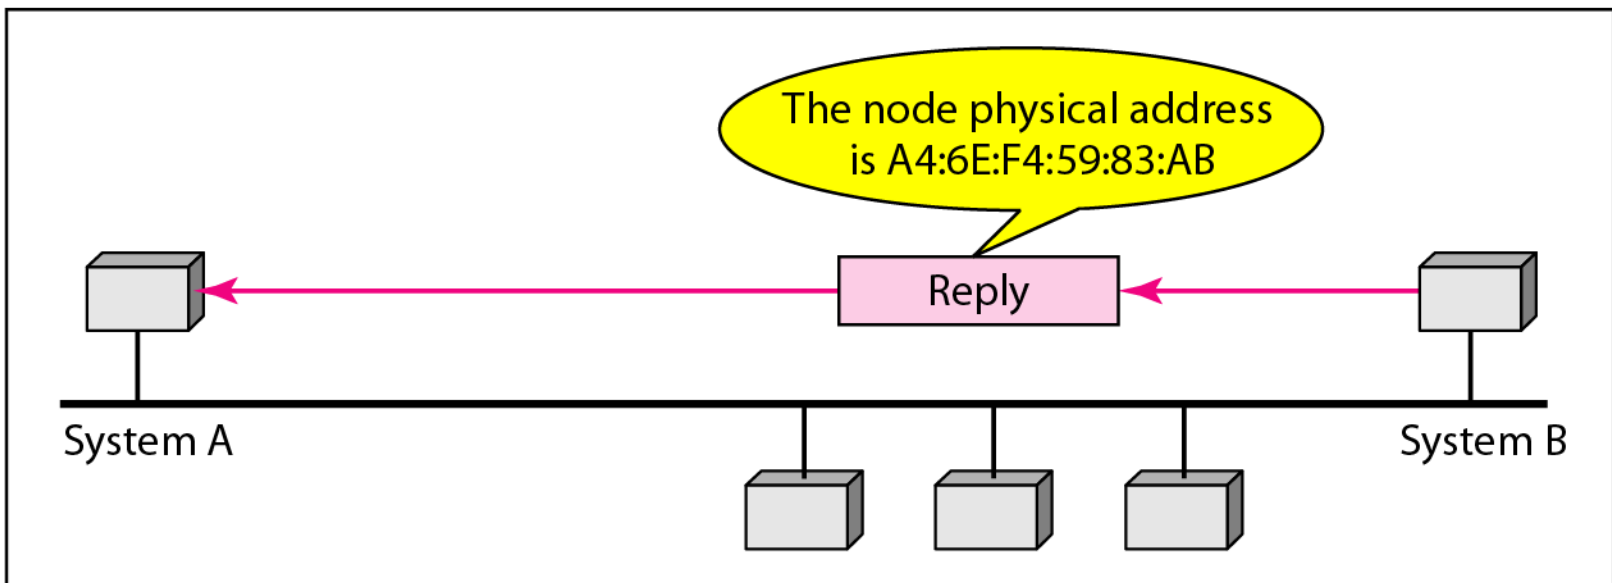 The node physical address
is A4:6E:F4:59:83:AB
Reply
System A
System B